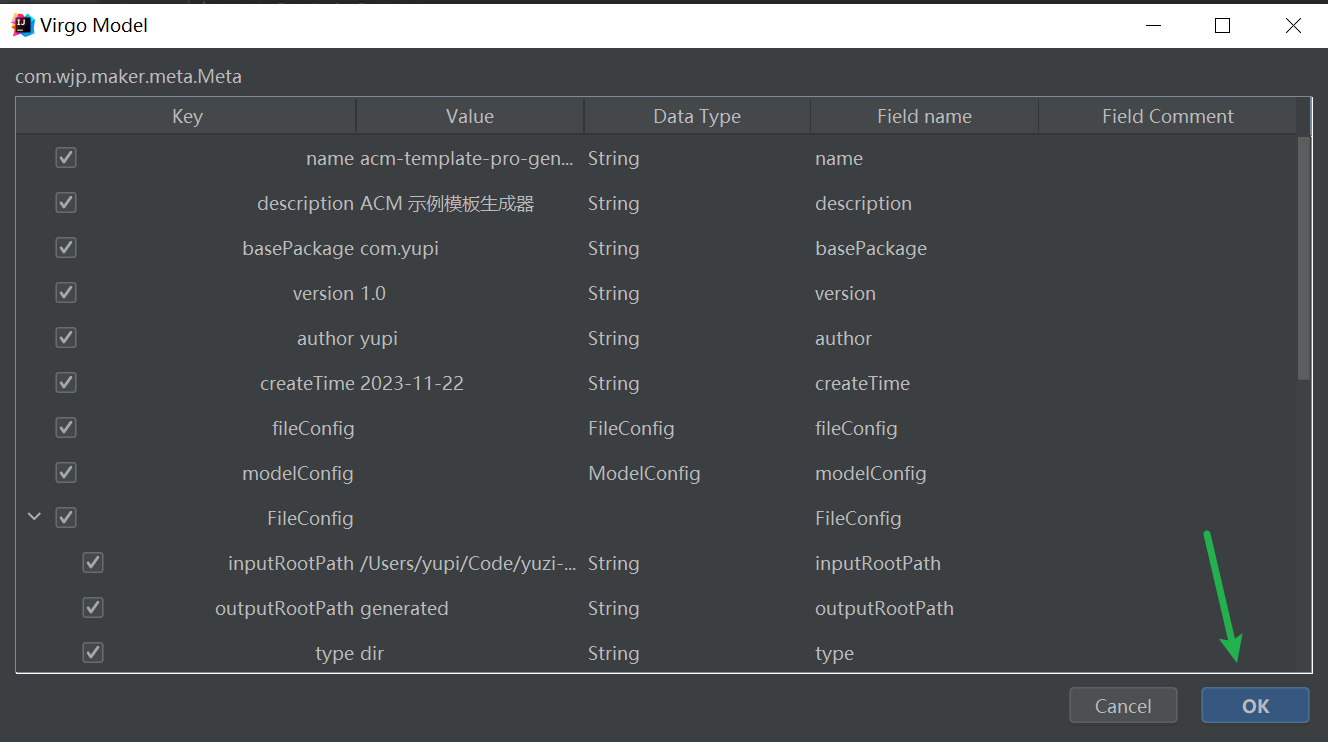 Virgo Model
com.wjp.maker.meta.Meta
Key Value Data Type Field name Field Comment
name acm-template-pro-gen... String name
description ACM 示例模板生成器 String description
basePackage com.yupi String basePackage
version 1.0 String version
author yupi String author
createTime 2023-11-22 String createTime
fileConfig FileConfig fileConfig
modelConfig ModelConfig modelConfig
FileConfig FileConfig
inputRootPath /Users/yupi/Code/yuzi-... String inputRootPath
outputRootPath generated String outputRootPath
type dir String type
Cancel OK